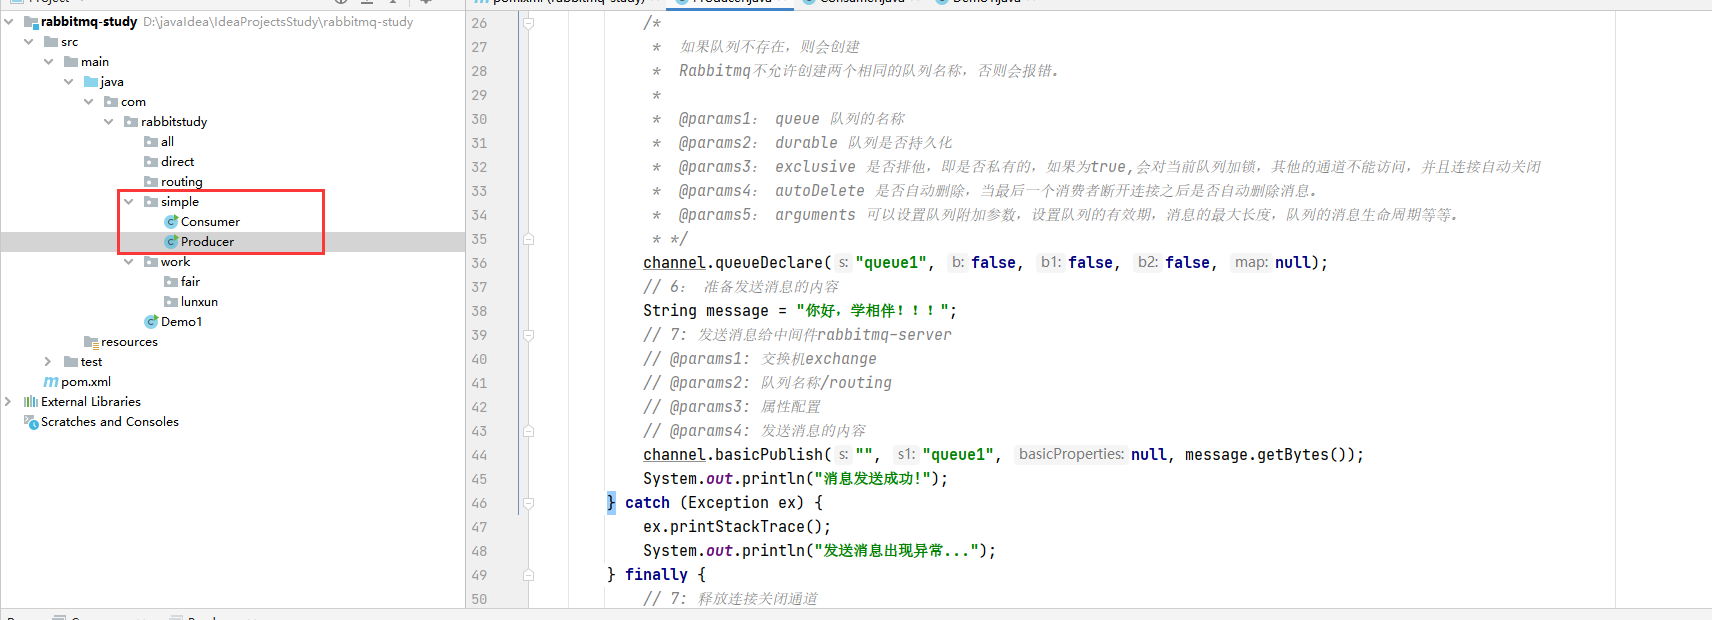 rabbitmq-study D:\javaIdea\IdeaProjectsStudy\rabbitmq-study
src
main
java
com
rabbitstudy
all
direct
routing
simple
Consumer
Producer
work
fair
lunxun
Demo1
resources
test
pom.xml
External Libraries
Scratches and Consoles
26 /*
27 * 如果队列不存在，则会创建
28 * Rabbitmq不允许创建两个相同的队列名称，否则会报错。
29 *
30 * @params1： queue 队列的名称
31 * @params2： durable 队列是否持久化
32 * @params3： exclusive 是否排他，即是否私有的，如果为true,会对当前队列加锁，其他的通道不能访问，并且连接自动关闭
33 * @params4： autoDelete 是否自动删除，当最后一个消费者断开连接之后是否自动删除消息。
34 * @params5： arguments 可以设置队列附加参数，设置队列的有效期，消息的最大长度，队列的消息生命周期等等。
35 * */
36 channel.queueDeclare( s: "queue1", b: false, b1: false, b2: false, map: null);
37 // 6： 准备发送消息的内容
38 String message = "你好，学相伴！！！";
39 // 7: 发送消息给中间件rabbitmq-server
40 // @params1: 交换机exchange
41 // @params2: 队列名称/routing
42 // @params3: 属性配置
43 // @params4: 发送消息的内容
44 channel.basicPublish( s: "", s1: "queue1", basicProperties: null, message.getBytes());
45 System.out.println("消息发送成功!");
46 } catch (Exception ex) {
47 ex.printStackTrace();
48 System.out.println("发送消息出现异常...");
49 } finally {
50 // 7: 释放连接关闭通道